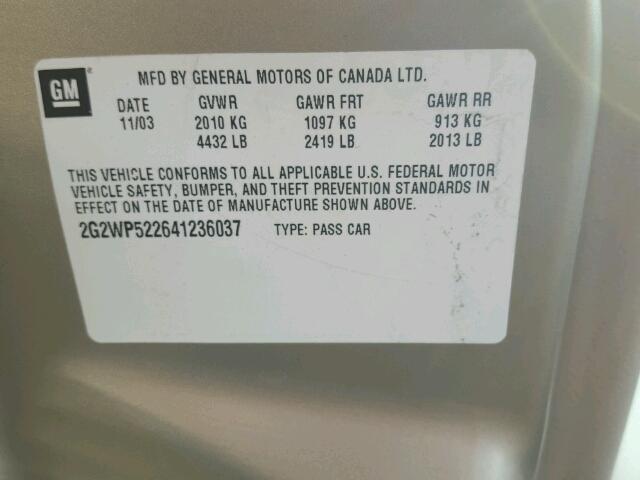 GM ®
MFD BY GENERAL MOTORS OF CANADA LTD.
DATE GVWR GAWR FRT GAWR RR
11/03 2010 KG 1097 KG 913 KG
4432 LB 2419 LB 2013 LB
THIS VEHICLE CONFORMS TO ALL APPLICABLE U.S. FEDERAL MOTOR
VEHICLE SAFETY, BUMPER, AND THEFT PREVENTION STANDARDS IN
EFFECT ON THE DATE OF MANUFACTURE SHOWN ABOVE.
2G2WP522641236037 TYPE: PASS CAR